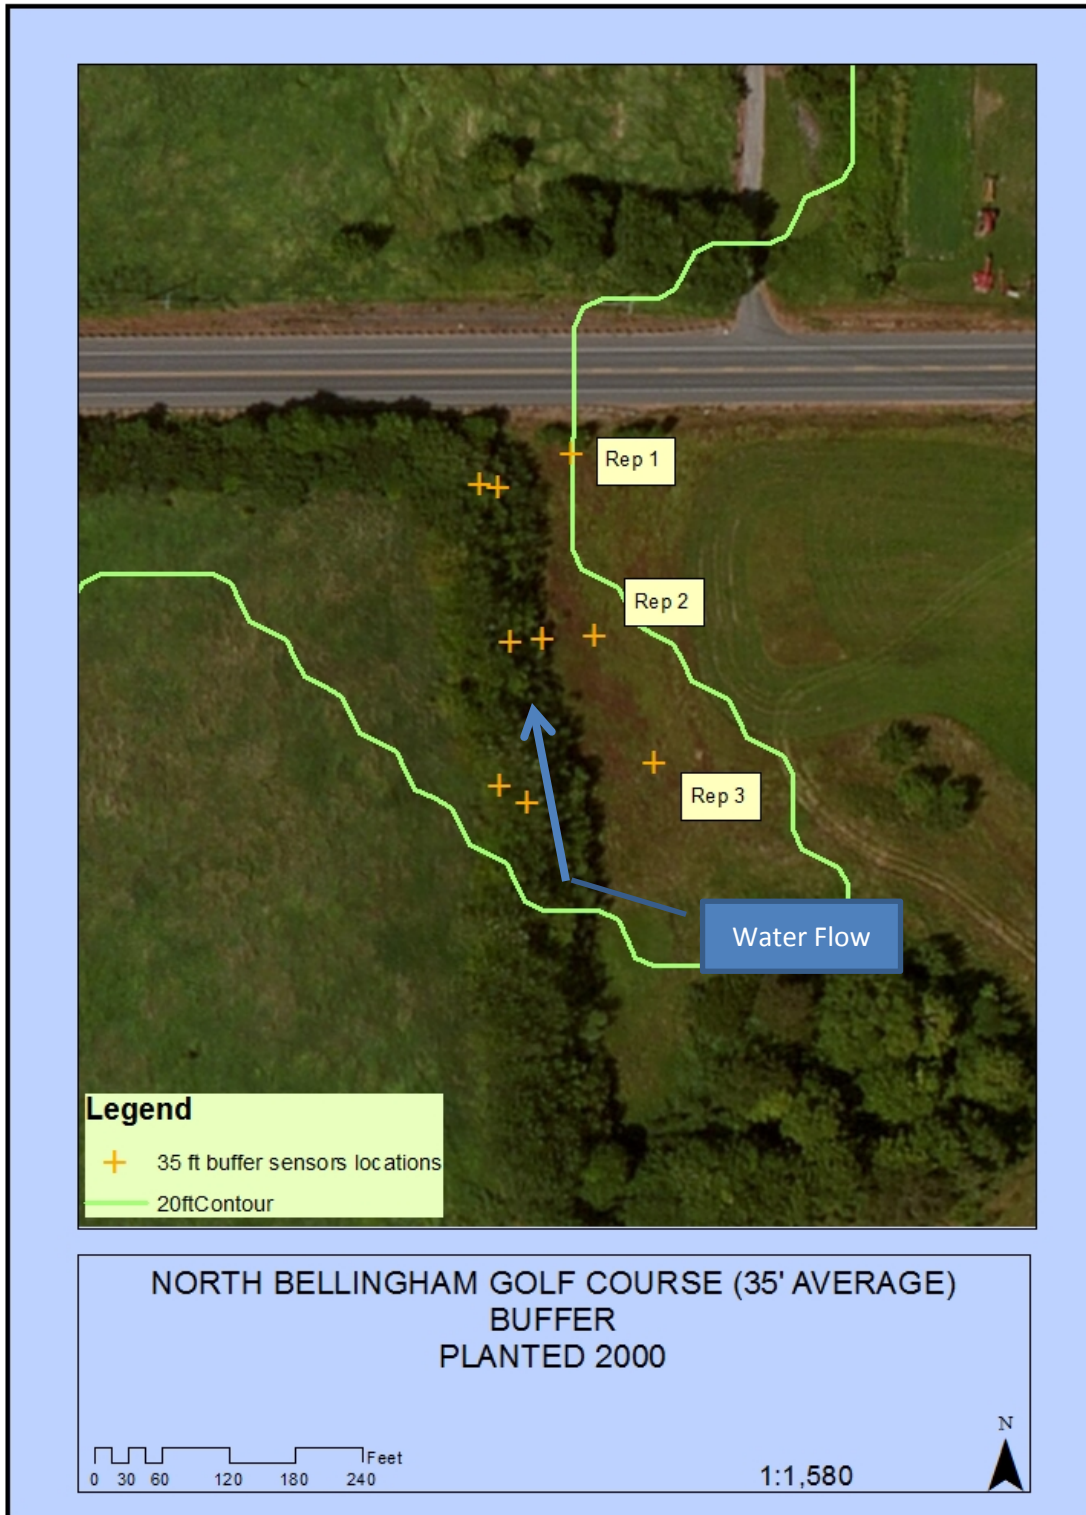 Rep 1
Rep 2
Rep 3
Water Flow
Legend
35 ft buffer sensors locations
20ftContour
NORTH BELLINGHAM GOLF COURSE (35' AVERAGE)
BUFFER
PLANTED 2000
Feet
0 30 60 120 180 240
1:1,580
N